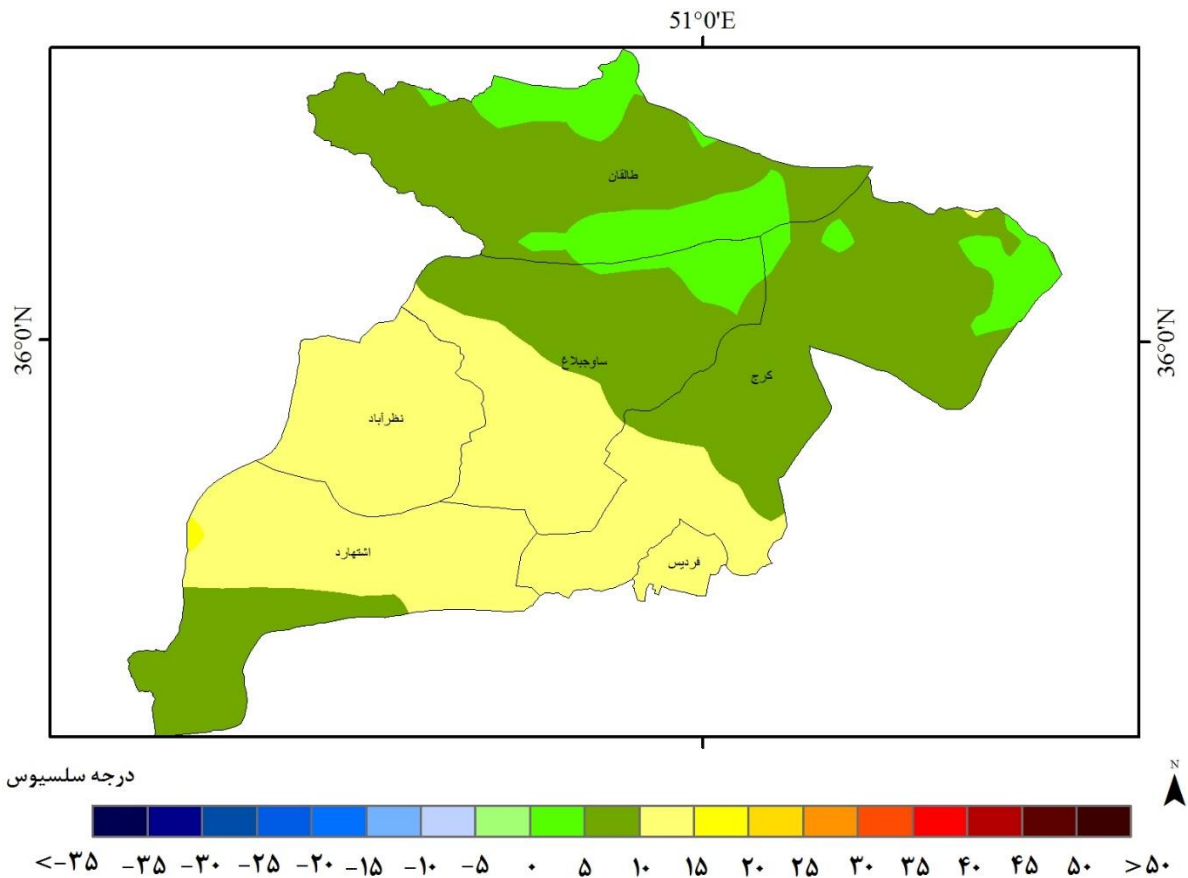 51°0'E
طالقان
36°0'N
36°0'N
ساوجبلاغ
کرج
نظرآباد
اشتهارد
فردیس
درجه سلسیوس
N
<-۳۵ -۳۵ -۳۰ -۲۵ -۲۰ -۱۵ -۱۰ -۵ ۰ ۵ ۱۰ ۱۵ ۲۰ ۲۵ ۳۰ ۳۵ ۴۰ ۴۵ ۵۰ >۵۰